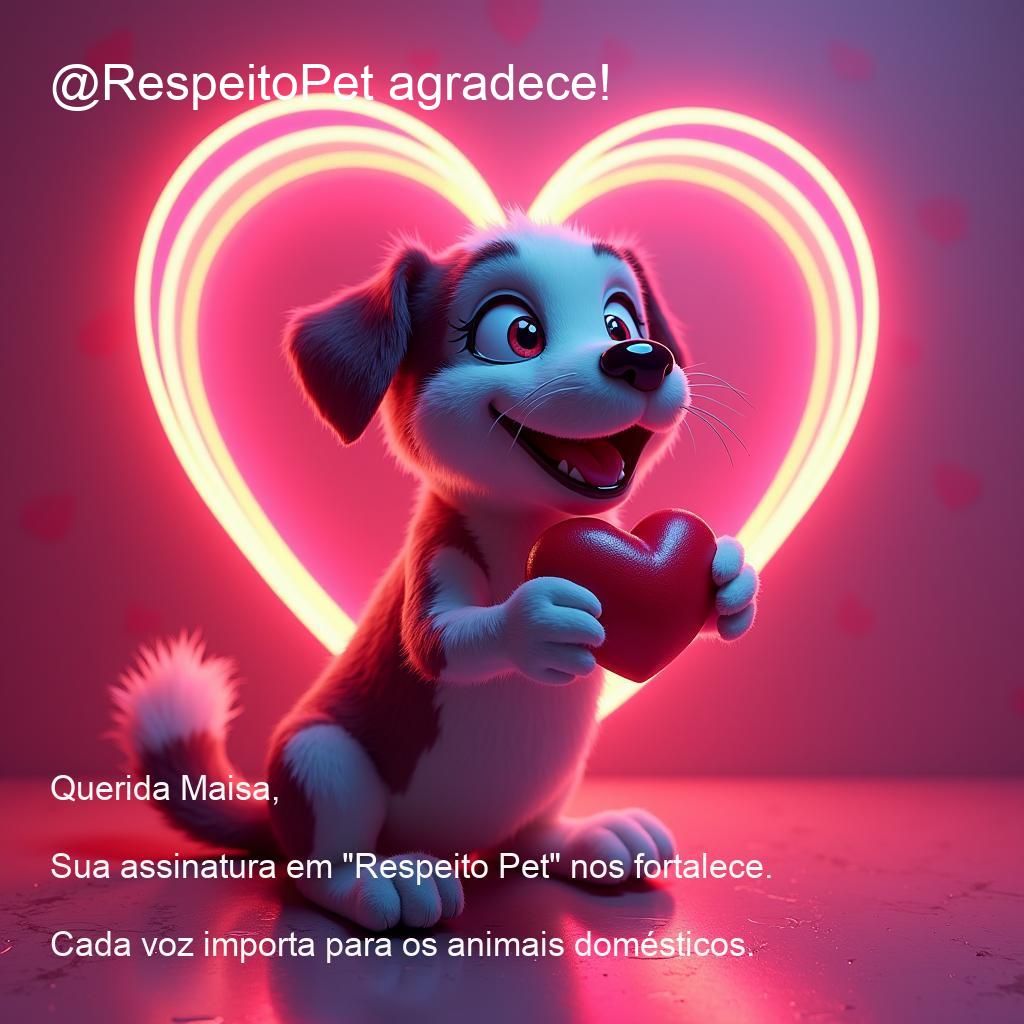 @RespeitoPet agradece!
Querida Maisa,
Sua assinatura em "Respeito Pet" nos fortalece.
Cada voz importa para os animais domésticos.